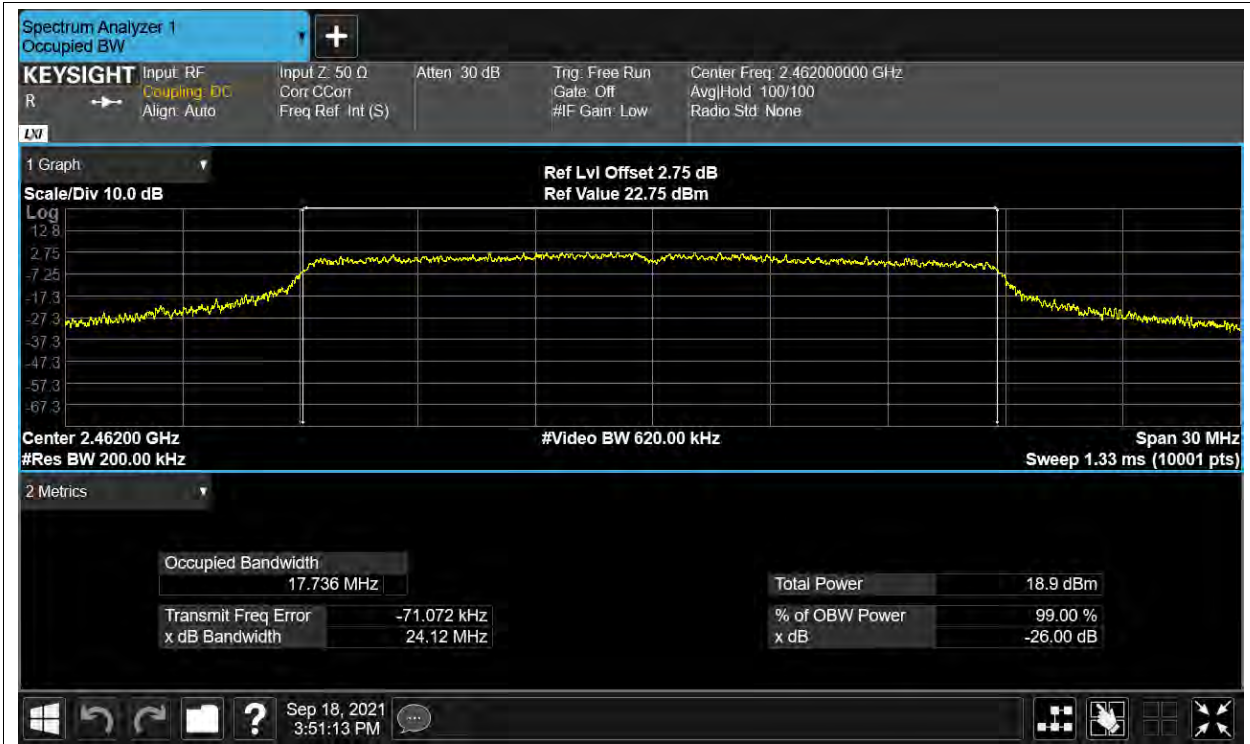 Spectrum Analyzer 1
Occupied BW
KEYSIGHT
R
LXI
Input: RF
Coupling: DC
Align: Auto
Input Z: 50 Ω
Corr CCorr
Freq Ref: Int (S)
Atten: 30 dB
Trig: Free Run
Gate: Off
#IF Gain: Low
Center Freq: 2.462000000 GHz
Avg|Hold: 100/100
Radio Std: None
1 Graph
Scale/Div 10.0 dB
Ref Lvl Offset 2.75 dB
Ref Value 22.75 dBm
Log
12.8
2.75
-7.25
-17.3
-27.3
-37.3
-47.3
-57.3
-67.3
Center 2.46200 GHz
#Video BW 620.00 kHz
Span 30 MHz
#Res BW 200.00 kHz
Sweep 1.33 ms (10001 pts)
2 Metrics
Occupied Bandwidth
17.736 MHz
Transmit Freq Error -71.072 kHz
x dB Bandwidth 24.12 MHz
Total Power 18.9 dBm
% of OBW Power 99.00 %
x dB -26.00 dB
?
Sep 18, 2021
3:51:13 PM